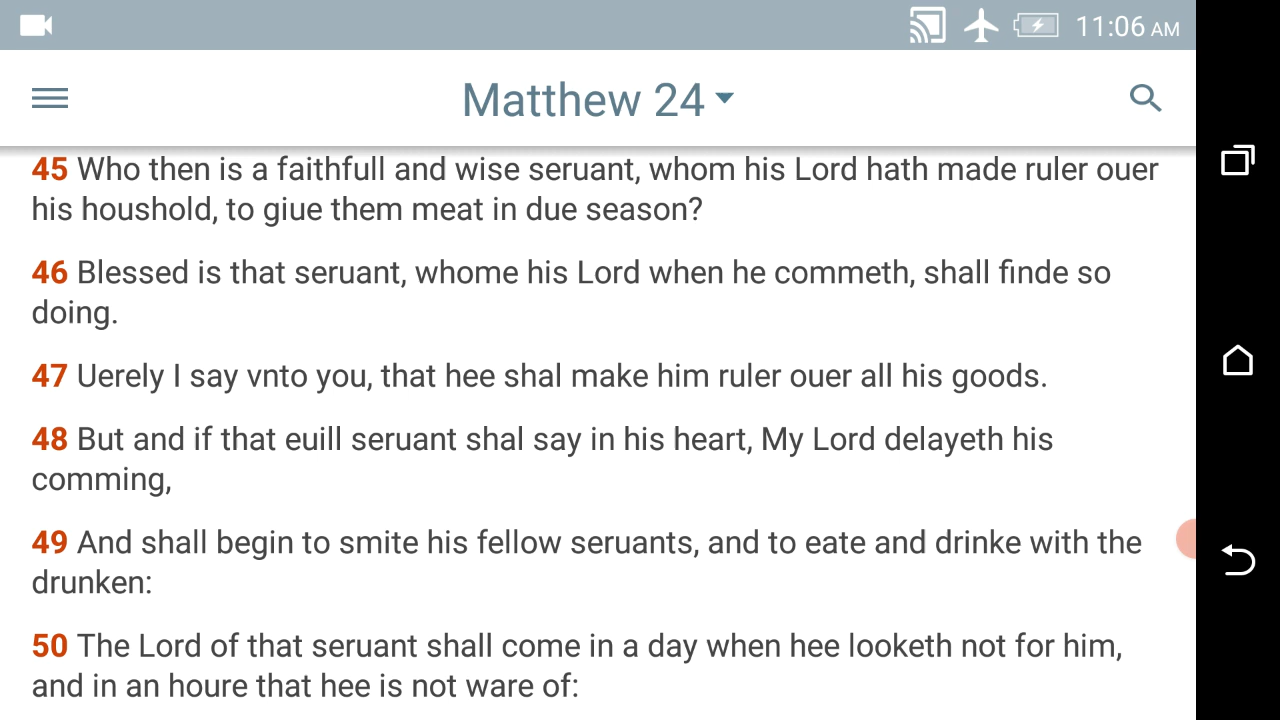 11:06 AM
Matthew 24
45 Who then is a faithfull and wise seruant, whom his Lord hath made ruler ouer
his houshold, to giue them meat in due season?
46 Blessed is that seruant, whome his Lord when he commeth, shall finde so
doing.
47 Uerely I say vnto you, that hee shal make him ruler ouer all his goods.
48 But and if that euill seruant shal say in his heart, My Lord delayeth his
comming,
49 And shall begin to smite his fellow seruants, and to eate and drinke with the
drunken:
50 The Lord of that seruant shall come in a day when hee looketh not for him,
and in an houre that hee is not ware of: